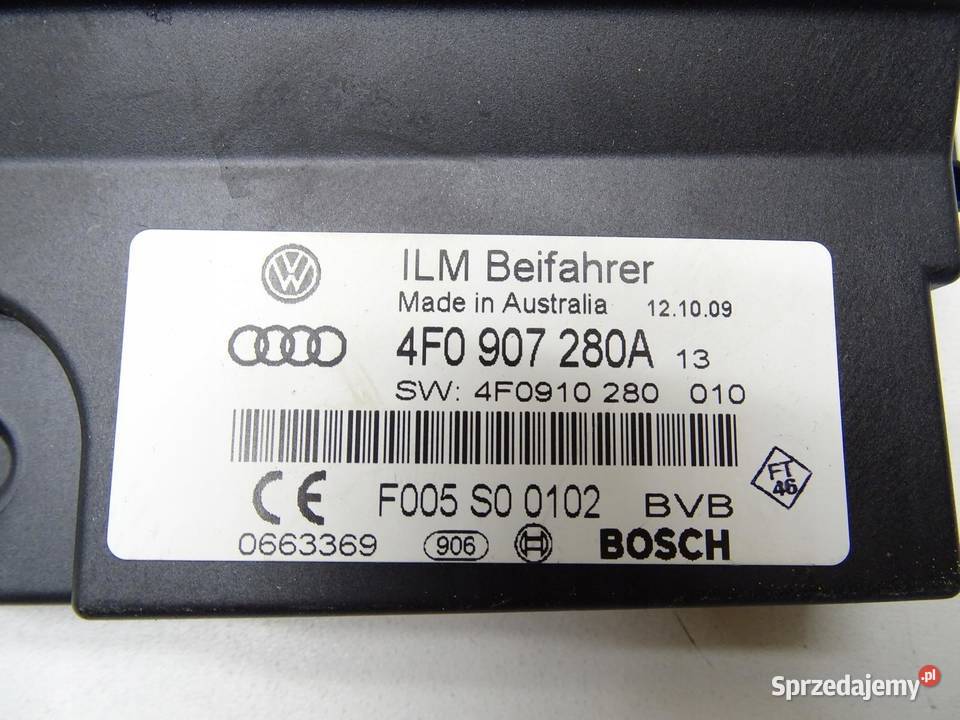 ILM Beifahrer
Made in Australia 12.10.09
4F0 907 280A 13
SW: 4F0910 280 010
F005 S0 0102 BVB
FT 46
0663369 906 BOSCH
Sprzedajemy.pl